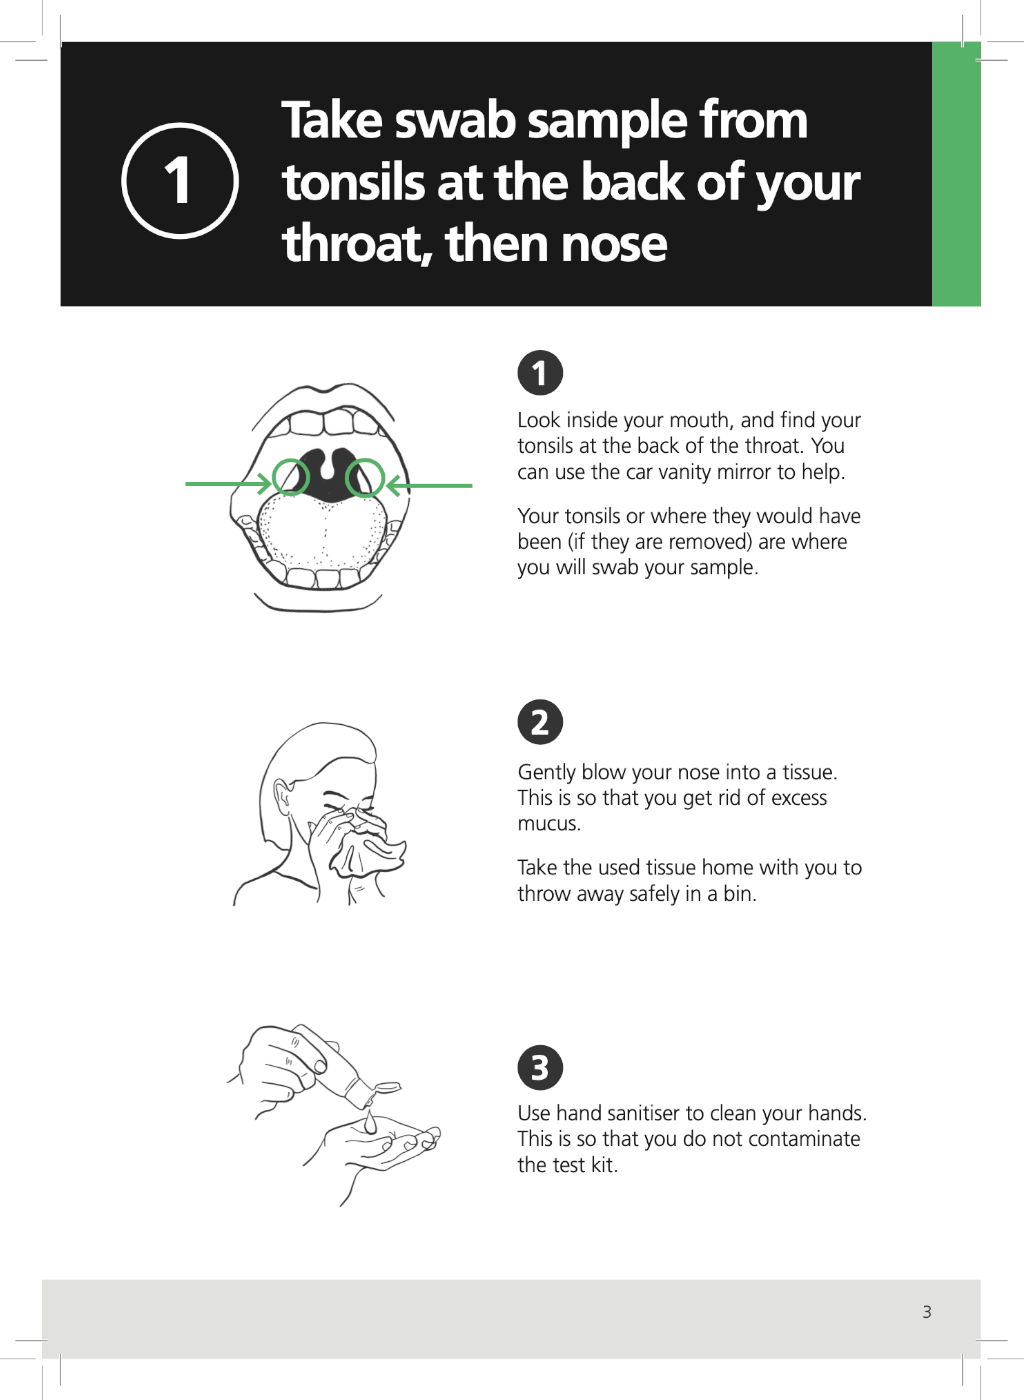 1
Take swab sample from
tonsils at the back of your
throat, then nose
1
Look inside your mouth, and find your
tonsils at the back of the throat. You
can use the car vanity mirror to help.
Your tonsils or where they would have
been (if they are removed) are where
you will swab your sample.
2
Gently blow your nose into a tissue.
This is so that you get rid of excess
mucus.
Take the used tissue home with you to
throw away safely in a bin.
3
Use hand sanitiser to clean your hands.
This is so that you do not contaminate
the test kit.
3